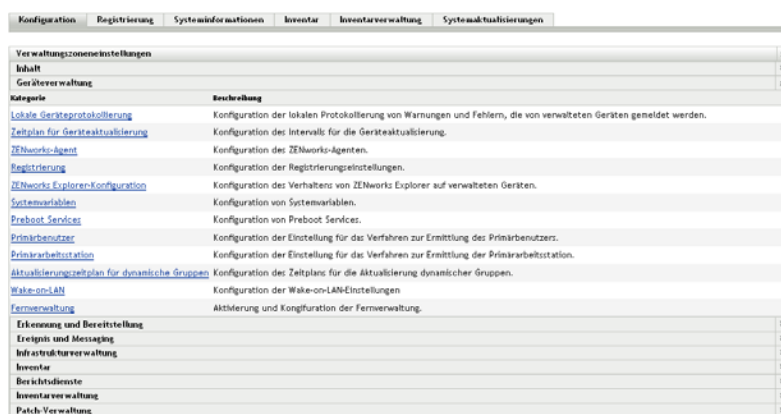 Konfiguration Registrierung Systeminformationen Inventar Inventarverwaltung Systemaktualisierungen
Verwaltungszoneneinstellungen
Inhalt
Geräteverwaltung
Kategorie Beschreibung
Lokale Geräteprotokollierung Konfiguration der lokalen Protokollierung von Warnungen und Fehlern, die von verwalteten Geräten gemeldet werden.
Zeitplan für Geräteaktualisierung Konfiguration des Intervalls für die Geräteaktualisierung.
ZENworks-Agent Konfiguration des ZENworks-Agenten.
Registrierung Konfiguration der Registrierungseinstellungen.
ZENworks Explorer-Konfiguration Konfiguration des Verhaltens von ZENworks Explorer auf verwalteten Geräten.
Systemvariablen Konfiguration von Systemvariablen.
Preboot Services Konfiguration von Preboot Services.
Primärbenutzer Konfiguration der Einstellung für das Verfahren zur Ermittlung des Primärbenutzers.
Primärarbeitsstation Konfiguration der Einstellung für das Verfahren zur Ermittlung der Primärarbeitsstation.
Aktualisierungszeitplan für dynamische Gruppen Konfiguration des Zeitplans für die Aktualisierung dynamischer Gruppen.
Wake-on-LAN Konfiguration der Wake-on-LAN-Einstellungen
Fernverwaltung Aktivierung und Kongifuration der Fernverwaltung.
Erkennung und Bereitstellung
Ereignis und Messaging
Infrastrukturverwaltung
Inventar
Berichtsdienste
Inventarverwaltung
Patch-Verwaltung